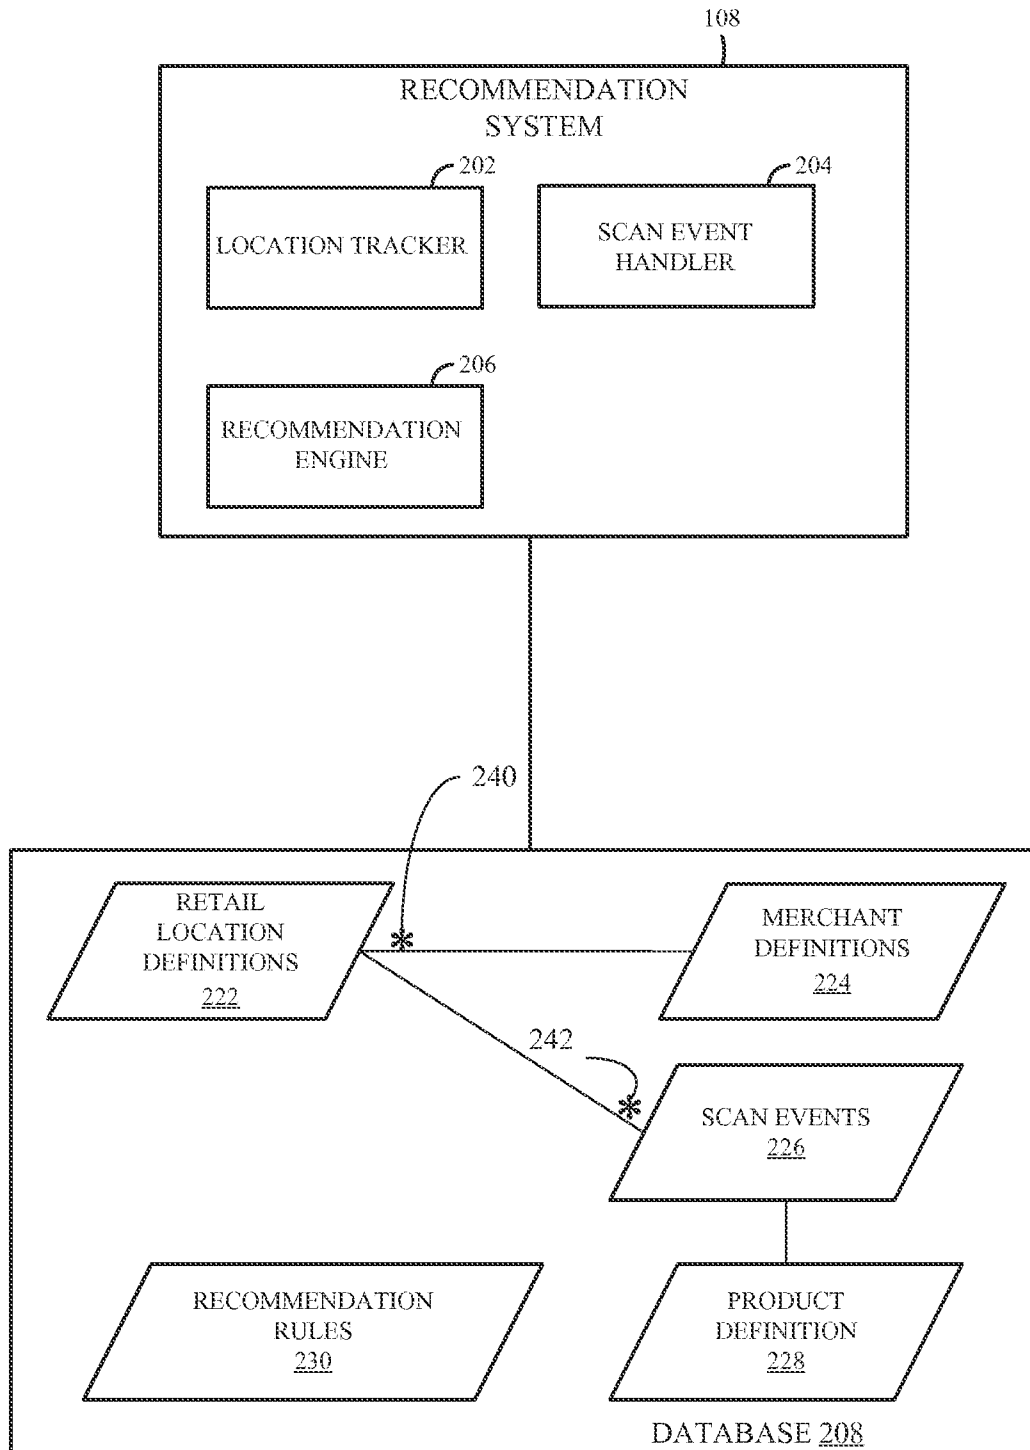 108
RECOMMENDATION
SYSTEM
202
204
LOCATION TRACKER
SCAN EVENT
HANDLER
206
RECOMMENDATION
ENGINE
240
RETAIL
LOCATION
DEFINITIONS
222
MERCHANT
DEFINITIONS
224
*
242
*
SCAN EVENTS
226
RECOMMENDATION
RULES
230
PRODUCT
DEFINITION
228
DATABASE 208